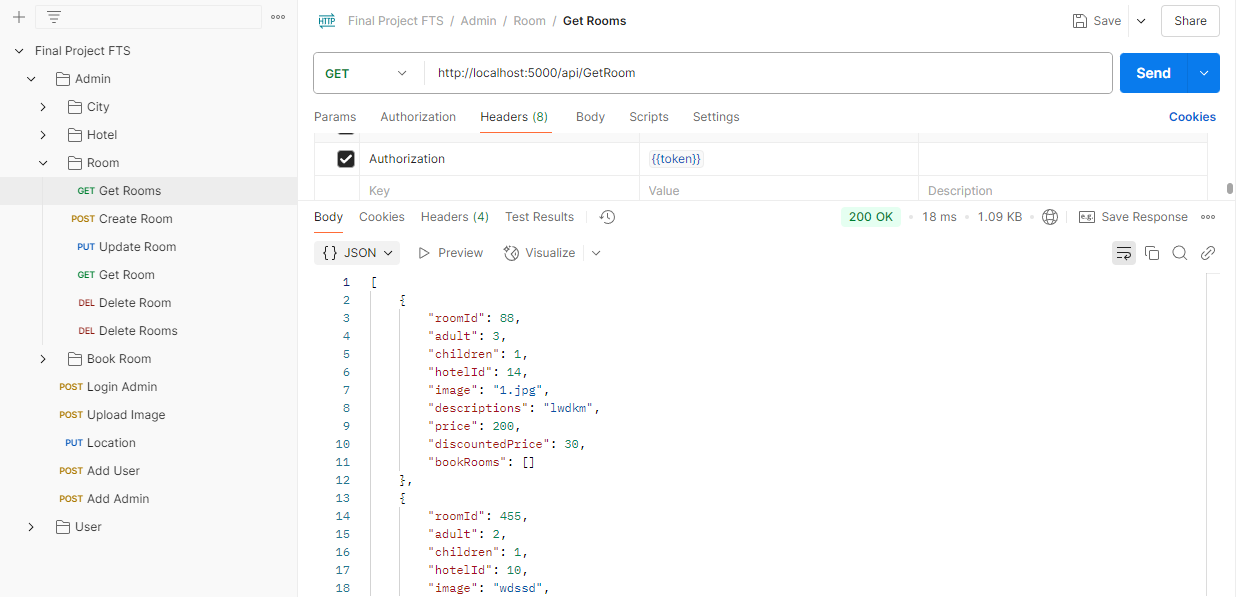 Final Project FTS
Admin
City
Hotel
Room
GET Get Rooms
POST Create Room
PUT Update Room
GET Get Room
DEL Delete Room
DEL Delete Rooms
Book Room
POST Login Admin
POST Upload Image
PUT Location
POST Add User
POST Add Admin
User
HTTP Final Project FTS / Admin / Room / Get Rooms
Save
Share
GET http://localhost:5000/api/GetRoom
Send
Params Authorization Headers (8) Body Scripts Settings
Cookies
Authorization {{token}}
Key Value Description
Body Cookies Headers (4) Test Results
200 OK • 18 ms • 1.09 KB • e.g. Save Response
{} JSON Preview Visualize
1 [
2 {
3 "roomId": 88,
4 "adult": 3,
5 "children": 1,
6 "hotelId": 14,
7 "image": "1.jpg",
8 "descriptions": "lwdkm",
9 "price": 200,
10 "discountedPrice": 30,
11 "bookRooms": []
12 },
13 {
14 "roomId": 455,
15 "adult": 2,
16 "children": 1,
17 "hotelId": 10,
18 "image": "wdssd",